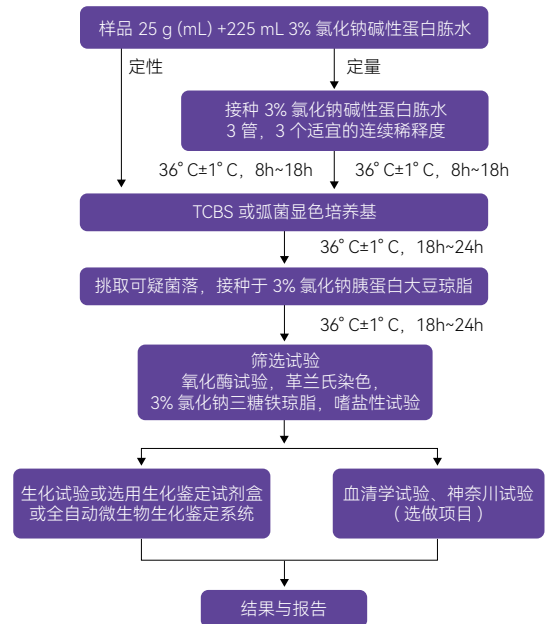 样品 25 g (mL) +225 mL 3% 氯化钠碱性蛋白胨水
定性
定量
接种 3% 氯化钠碱性蛋白胨水
3 管，3 个适宜的连续稀释度
36°C±1°C，8h~18h
36°C±1°C，8h~18h
TCBS 或弧菌显色培养基
36°C±1°C，18h~24h
挑取可疑菌落，接种于 3% 氯化钠胰蛋白大豆琼脂
36°C±1°C，18h~24h
筛选试验
氧化酶试验，革兰氏染色，
3% 氯化钠三糖铁琼脂，嗜盐性试验
生化试验或选用生化鉴定试剂盒
或全自动微生物生化鉴定系统
血清学试验、神奈川试验
（选做项目）
结果与报告